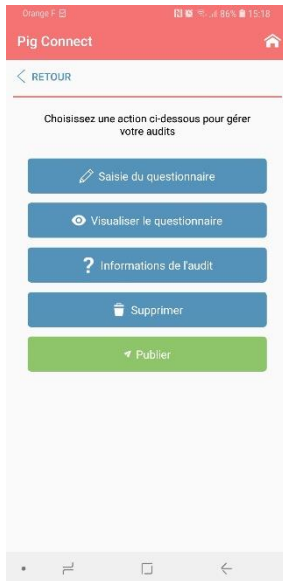 Orange F
86% 15:18
Pig Connect
RETOUR
Choisissez une action ci-dessous pour gérer
votre audits
Saisie du questionnaire
Visualiser le questionnaire
? Informations de l'audit
Supprimer
Publier